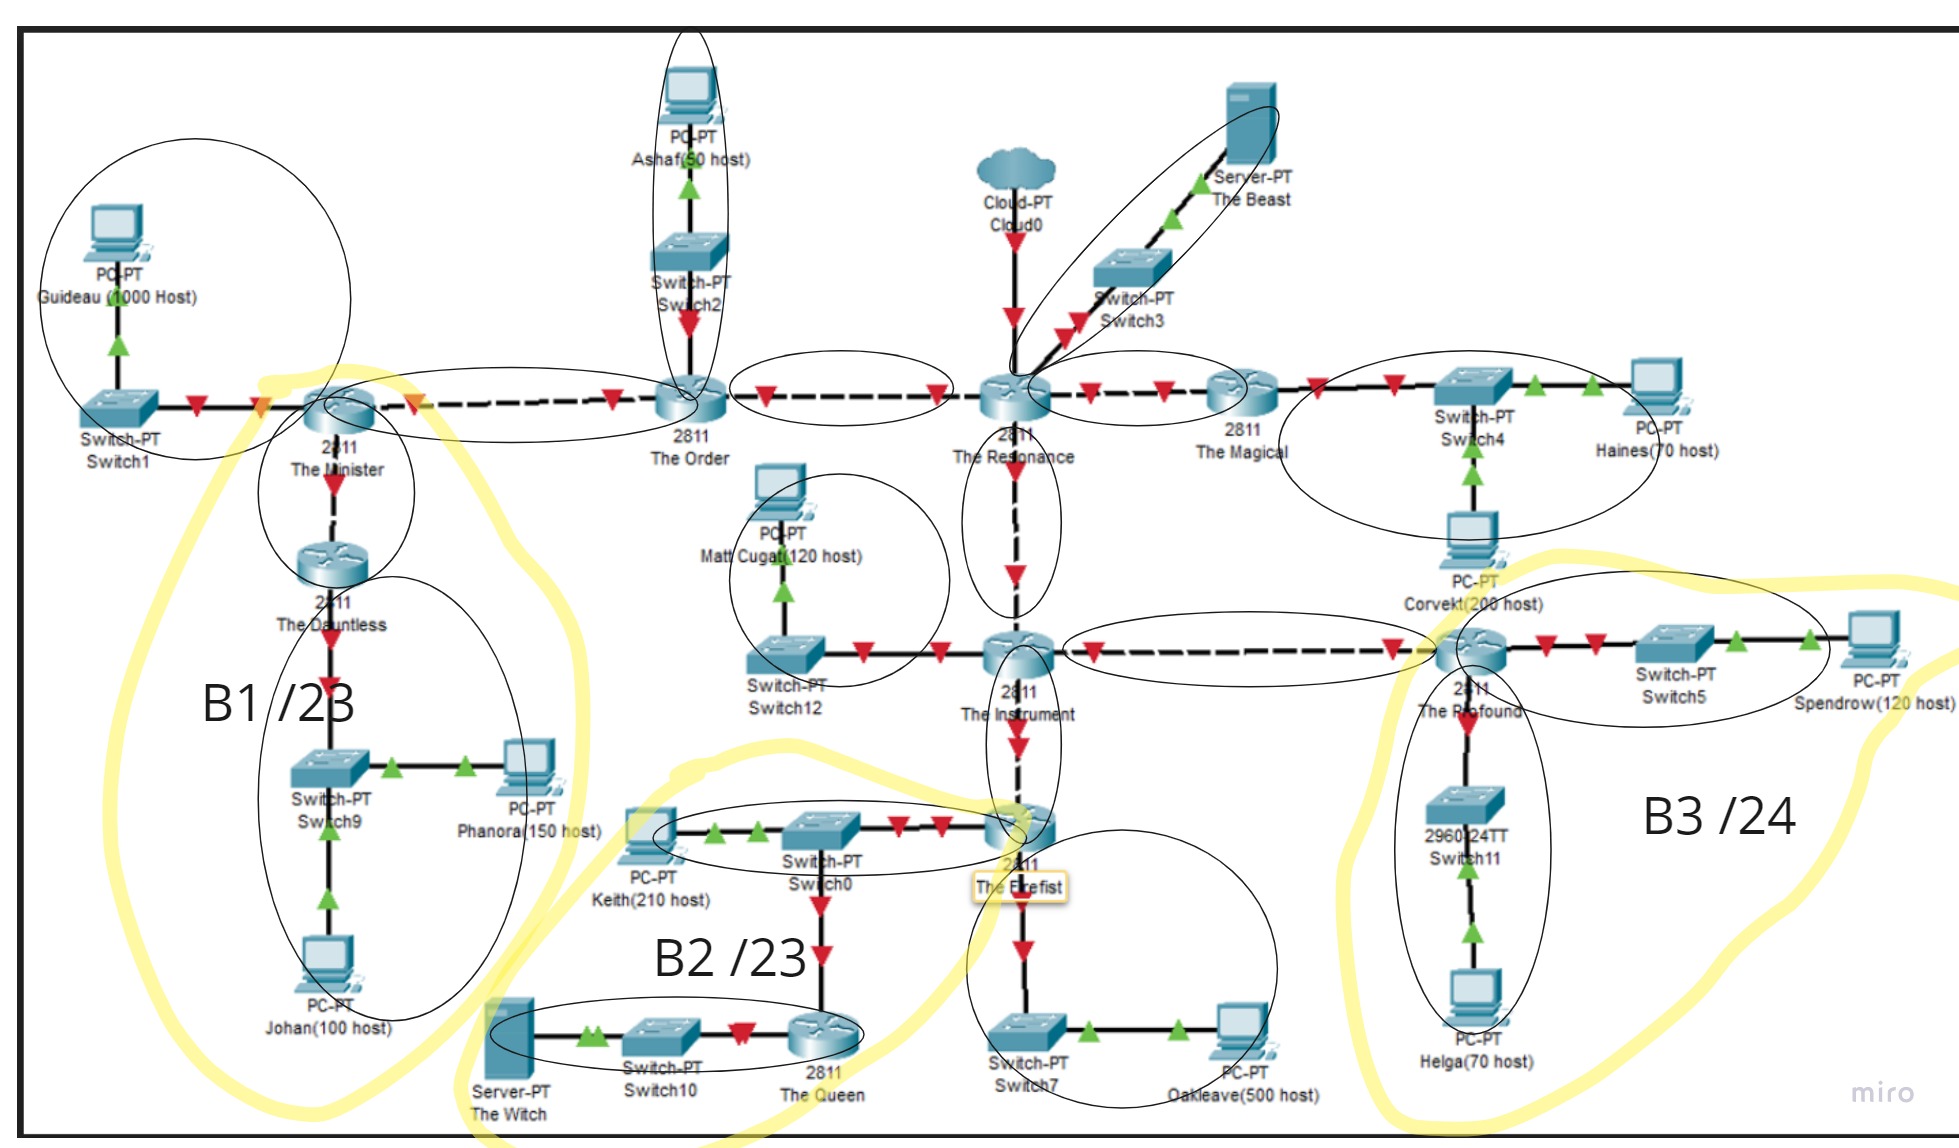 PC-PT
Ashaf(50 host)
Switch-PT
Switch2
Cloud-PT
Cloud0
Server-PT
The Beast
Switch-PT
Switch3
PC-PT
Guideau (1000 Host)
Switch-PT
Switch1
2811
The Minister
2811
The Order
2811
The Resonance
2811
The Magical
Switch-PT
Switch4
PC-PT
Haines(70 host)
PC-PT
Corvekt(200 host)
PC-PT
Matt Cugat(120 host)
Switch-PT
Switch12
2811
The Dauntless
2811
The Instrument
2811
The Profound
Switch-PT
Switch5
PC-PT
Spendrow(120 host)
B1 /23
Switch-PT
Switch9
PC-PT
Phanora(150 host)
PC-PT
Johan(100 host)
PC-PT
Keith(210 host)
Switch-PT
Switch0
2811
The Firefist
2960-24TT
Switch11
B3 /24
B2 /23
Server-PT
The Witch
Switch-PT
Switch10
2811
The Queen
Switch-PT
Switch7
PC-PT
Oakleave(500 host)
PC-PT
Helga(70 host)
miro